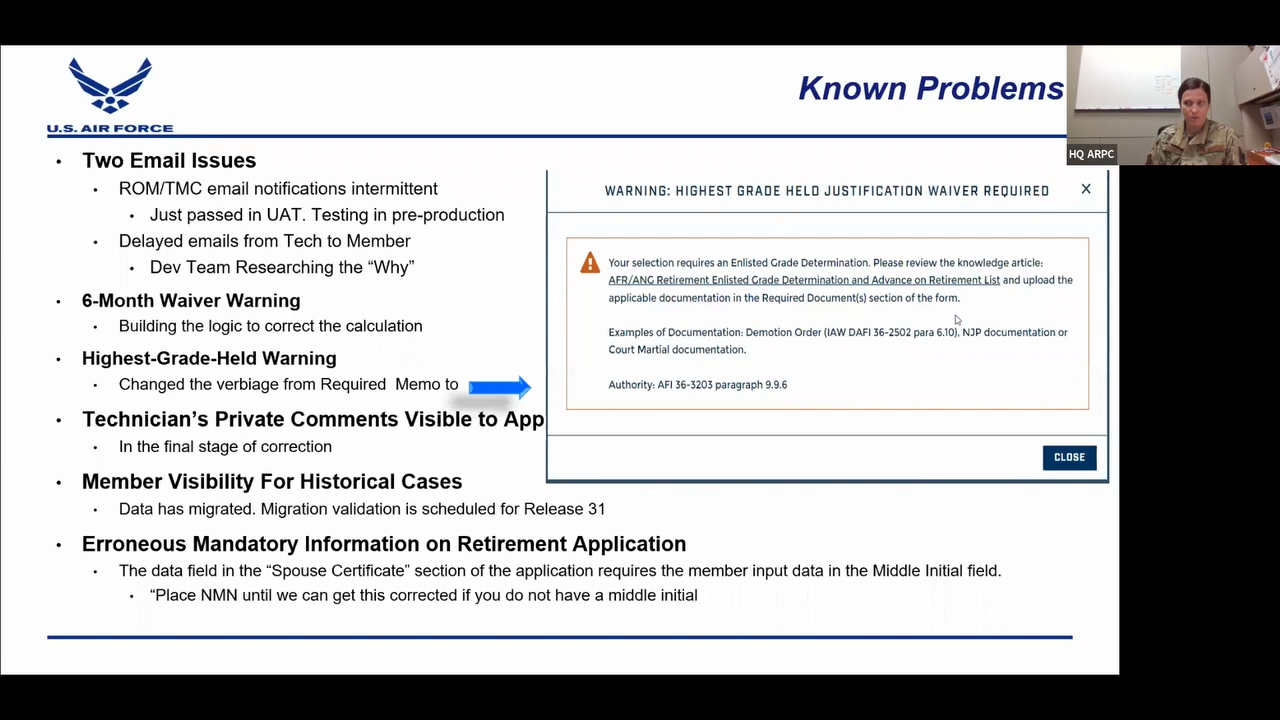 U.S. AIR FORCE
Known Problems
HQ ARPC
• Two Email Issues
• ROM/TMC email notifications intermittent
• Just passed in UAT. Testing in pre-production
• Delayed emails from Tech to Member
• Dev Team Researching the “Why”
• 6-Month Waiver Warning
• Building the logic to correct the calculation
• Highest-Grade-Held Warning
• Changed the verbiage from Required Memo to
• Technician’s Private Comments Visible to App
• In the final stage of correction
• Member Visibility For Historical Cases
• Data has migrated. Migration validation is scheduled for Release 31
• Erroneous Mandatory Information on Retirement Application
• The data field in the “Spouse Certificate” section of the application requires the member input data in the Middle Initial field.
• “Place NMN until we can get this corrected if you do not have a middle initial
WARNING: HIGHEST GRADE HELD JUSTIFICATION WAIVER REQUIRED X
Your selection requires an Enlisted Grade Determination. Please review the knowledge article:
AFR/ANG Retirement Enlisted Grade Determination and Advance on Retirement List and upload the
applicable documentation in the Required Document(s) section of the form.
Examples of Documentation: Demotion Order (IAW DAFI 36-2502 para 6.10), NJP documentation or
Court Martial documentation.
Authority: AFI 36-3203 paragraph 9.9.6
CLOSE